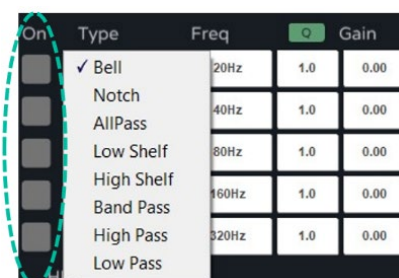 On Type Freq Q Gain
✓ Bell 20Hz 1.0 0.00
Notch
AllPass 40Hz 1.0 0.00
Low Shelf 80Hz 1.0 0.00
High Shelf
Band Pass 160Hz 1.0 0.00
High Pass 320Hz 1.0 0.00
Low Pass